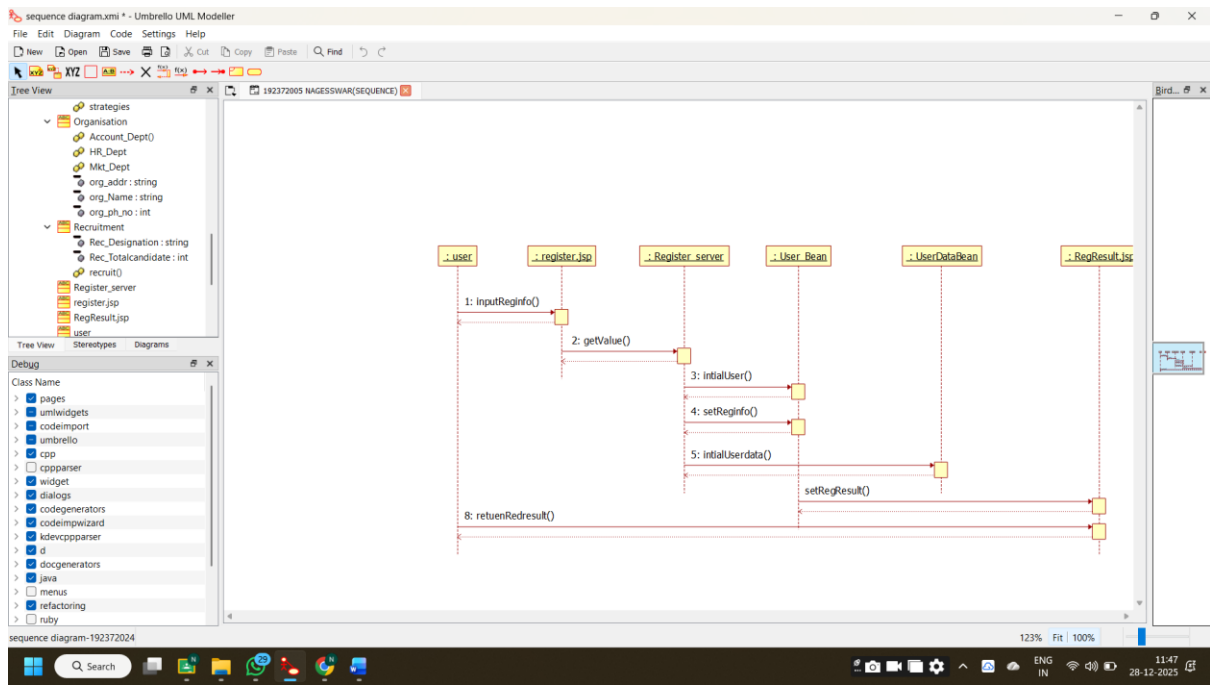 sequence diagram.xmi * - Umbrello UML Modeller
File Edit Diagram Code Settings Help
New Open Save Cut Copy Paste Find
XYZ XYZ A.B f(x) f(x)
Tree View
192372005 NAGESSWAR(SEQUENCE)
Bird...
strategies
Organisation
Account_Dept()
HR_Dept
Mkt_Dept
org_addr : string
org_Name : string
org_ph_no : int
Recruitment
Rec_Designation : string
Rec_Totalcandidate : int
recruit()
Register_server
register.jsp
RegResult.jsp
user
Tree View Stereotypes Diagrams
Debug
Class Name
pages
umlwidgets
codeimport
umbrello
cpp
cppparser
widget
dialogs
codegenerators
codeimpwizard
kdevcppparser
d
docgenerators
java
menus
refactoring
ruby
: user : register.jsp : Register_server : User_Bean : UserDataBean : RegResult.jsp
1: inputReginfo()
2: getValue()
3: intialUser()
4: setReginfo()
5: intialUserdata()
setRegResult()
8: retuenRedresult()
sequence diagram-192372024
123% Fit 100%
Search
29
ENG
IN
11:47
28-12-2025